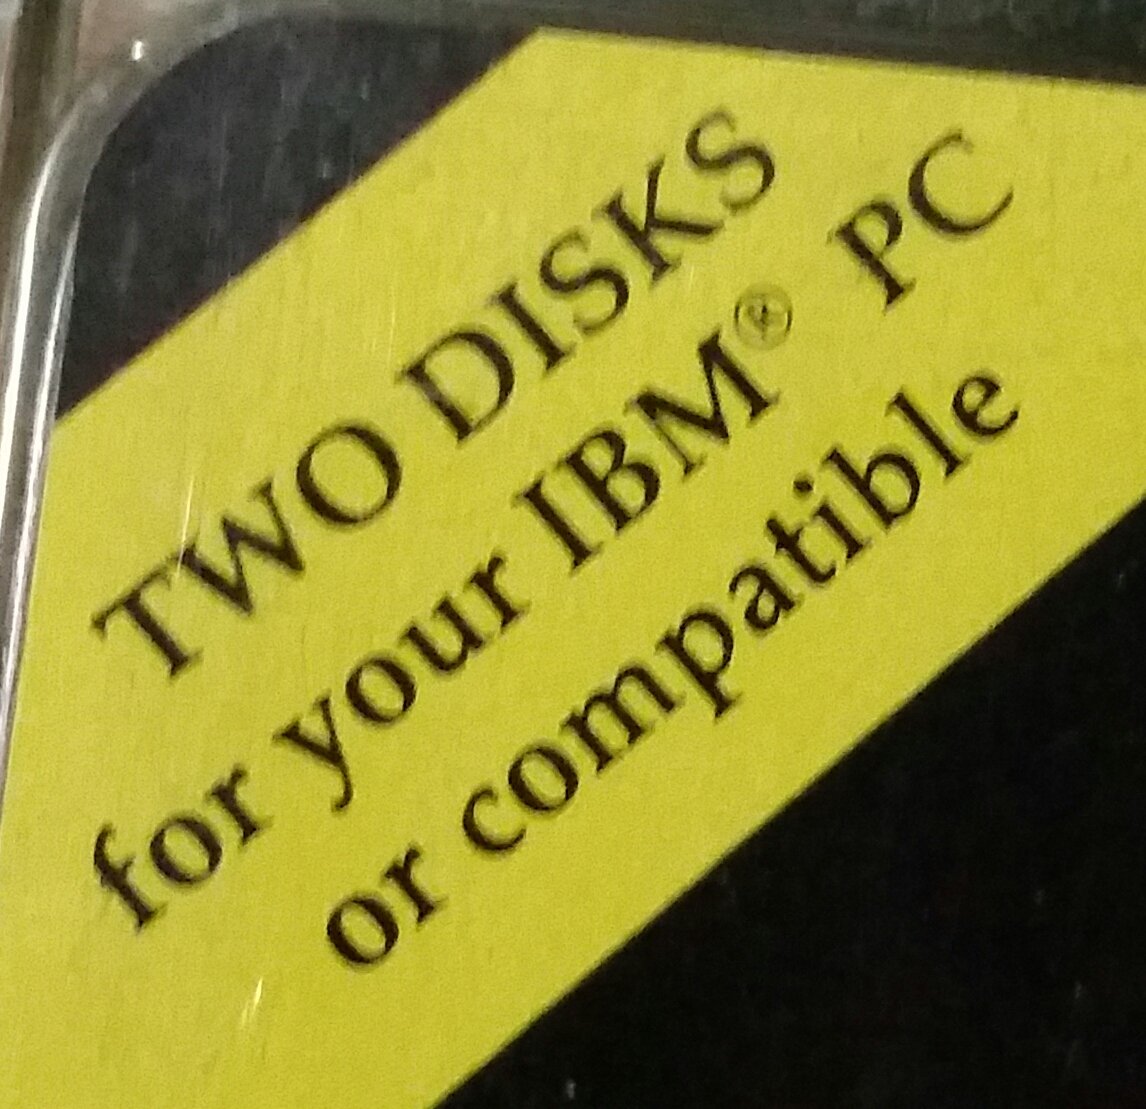 TWO DISKS
for your IBM® PC
or compatible